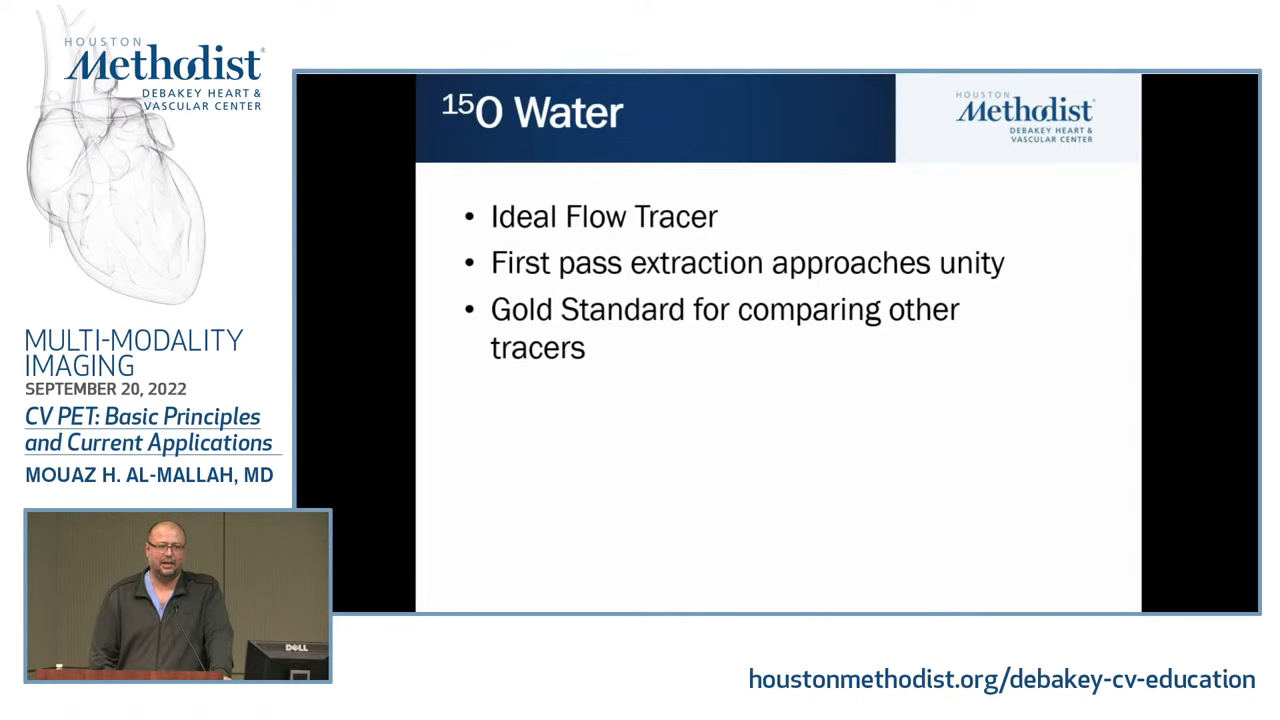 HOUSTON
Methodist®
DEBAKEY HEART &
VASCULAR CENTER
MULTI-MODALITY
IMAGING
SEPTEMBER 20, 2022
CV PET: Basic Principles
and Current Applications
MOUAZ H. AL-MALLAH, MD
¹⁵O Water
HOUSTON
Methodist®
DEBAKEY HEART &
VASCULAR CENTER
• Ideal Flow Tracer
• First pass extraction approaches unity
• Gold Standard for comparing other
tracers
DELL
houstonmethodist.org/debakey-cv-education